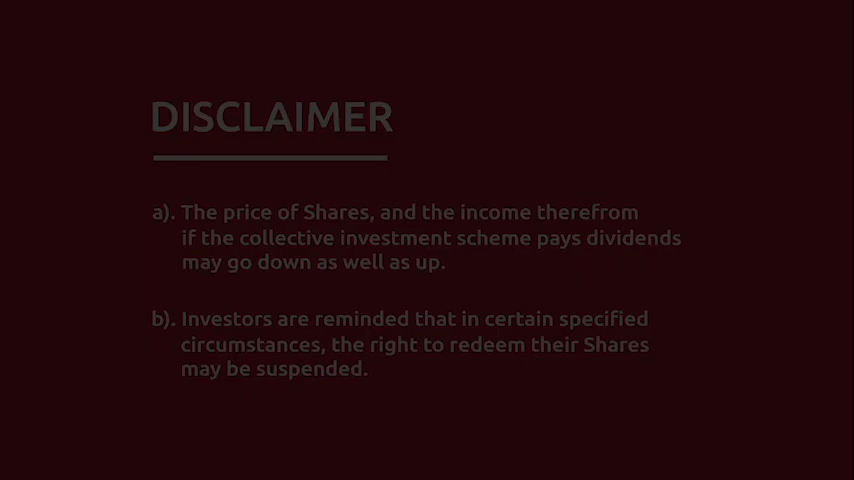 DISCLAIMER
a). The price of Shares, and the income therefrom
if the collective investment scheme pays dividends
may go down as well as up.
b). Investors are reminded that in certain specified
circumstances, the right to redeem their Shares
may be suspended.